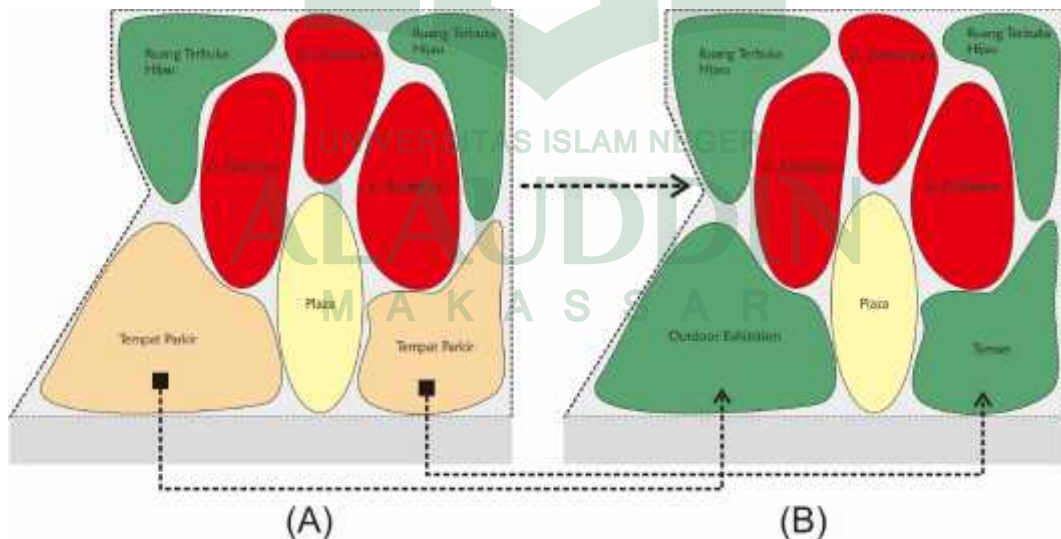 Ruang Terbuka
Hijau
Ruang Terbuka
Hijau
Plaza
Tempat Parkir
Tempat Parkir
(A)
Ruang Terbuka
Hijau
Ruang Terbuka
Hijau
Plaza
Outdoor Exhibition
Taman
(B)
UNIVERSITAS ISLAM NEGERI
ALAUDDIN
MAKASSAR